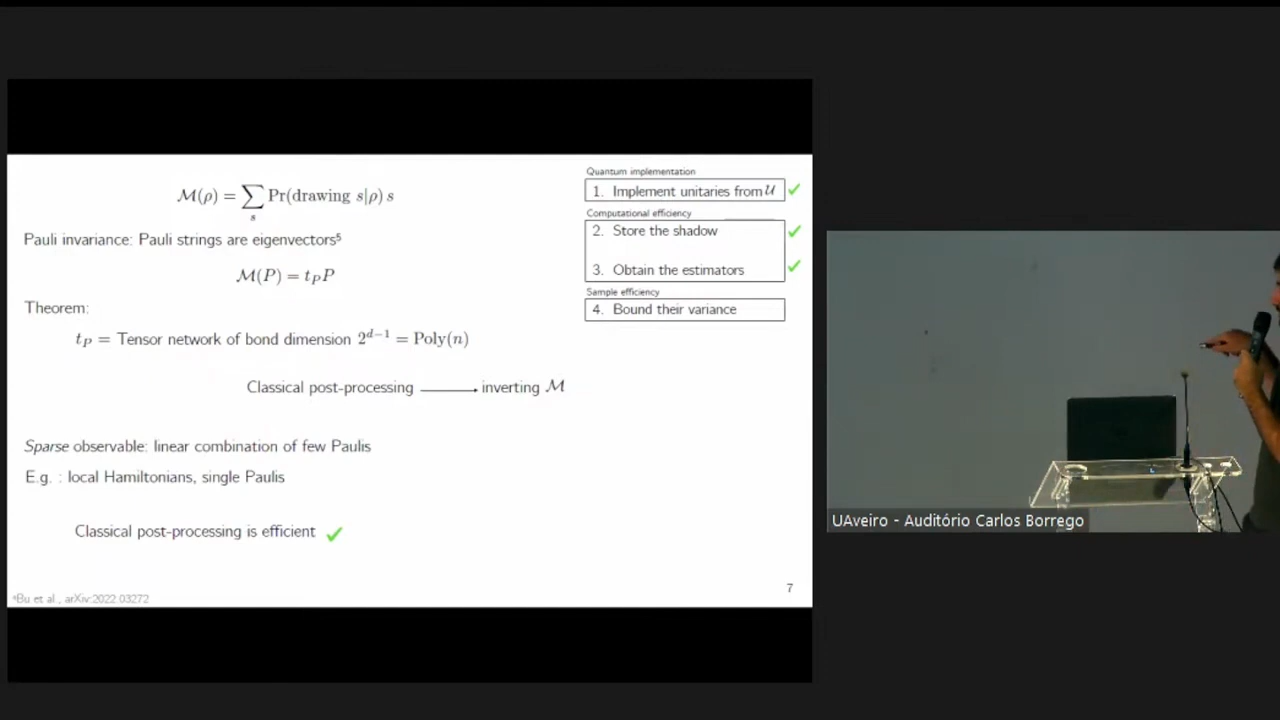 M(ρ) = ∑_s Pr(drawing s|ρ) s
Pauli invariance: Pauli strings are eigenvectors⁵
M(P) = t_P P
Theorem:
t_P = Tensor network of bond dimension 2^{d−1} = Poly(n)
Classical post-processing ⟶ inverting M
Sparse observable: linear combination of few Paulis
E.g. : local Hamiltonians, single Paulis
Classical post-processing is efficient ✓
⁵Bu et al., arXiv:2022.03272
7
Quantum implementation
1. Implement unitaries from U ✓
Computational efficiency
2. Store the shadow ✓
3. Obtain the estimators ✓
Sample efficiency
4. Bound their variance
UAveiro - Auditório Carlos Borrego